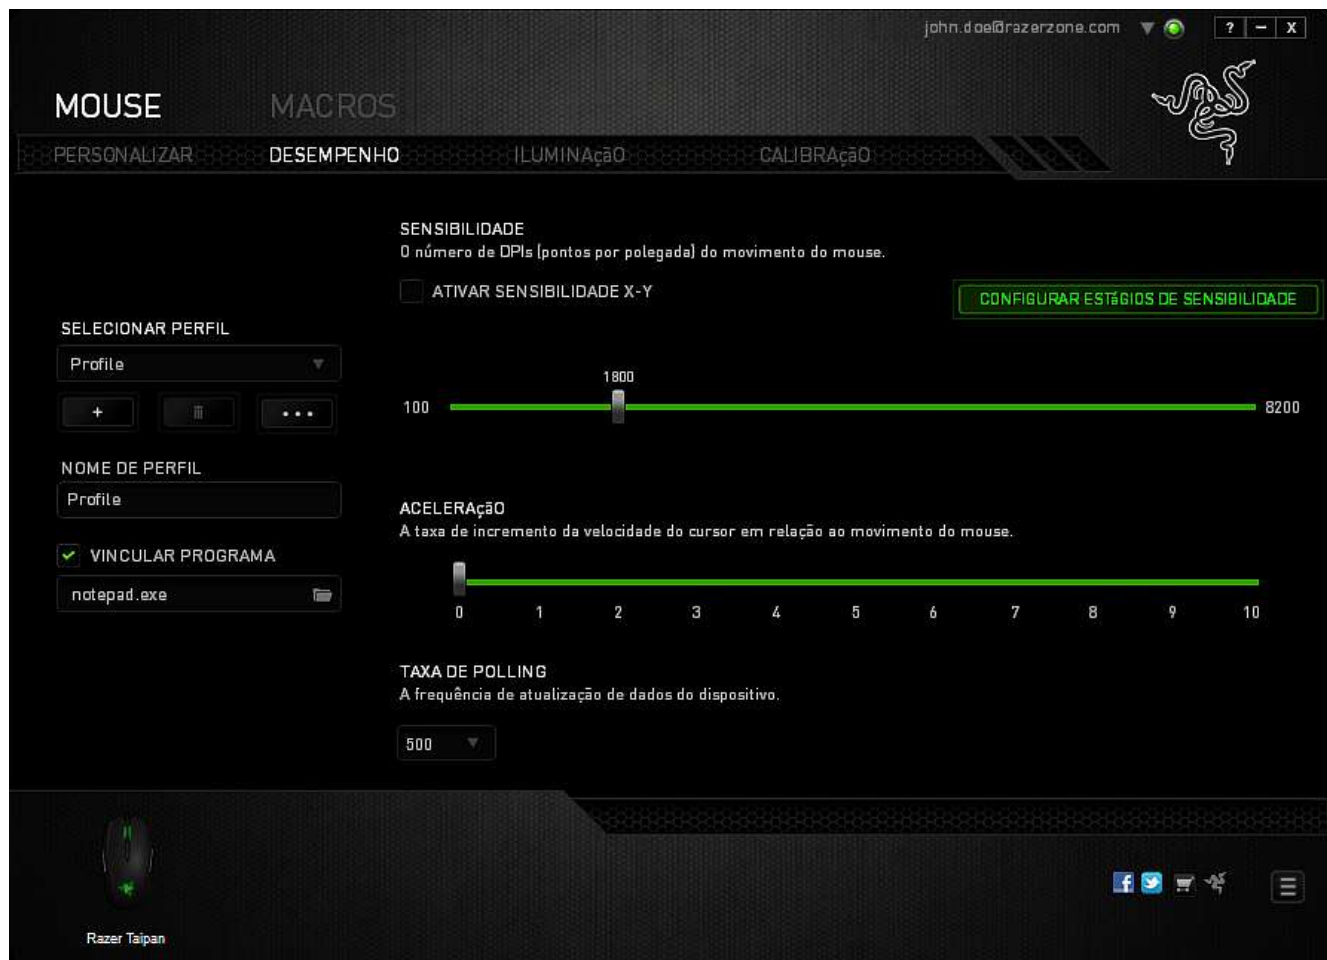 john.doe@razerzone.com
? — X
MOUSE MACROS
PERSONALIZAR DESEMPENHO ILUMINAçãO CALIBRAçãO
SENSIBILIDADE
O número de DPIs (pontos por polegada) do movimento do mouse.
ATIVAR SENSIBILIDADE X-Y
CONFIGURAR ESTáGIOS DE SENSIBILIDADE
SELECIONAR PERFIL
Profile
+ •••
1800
100 8200
NOME DE PERFIL
Profile
ACELERAçãO
A taxa de incremento da velocidade do cursor em relação ao movimento do mouse.
VINCULAR PROGRAMA
notepad.exe
0 1 2 3 4 5 6 7 8 9 10
TAXA DE POLLING
A frequência de atualização de dados do dispositivo.
500
Razer Taipan